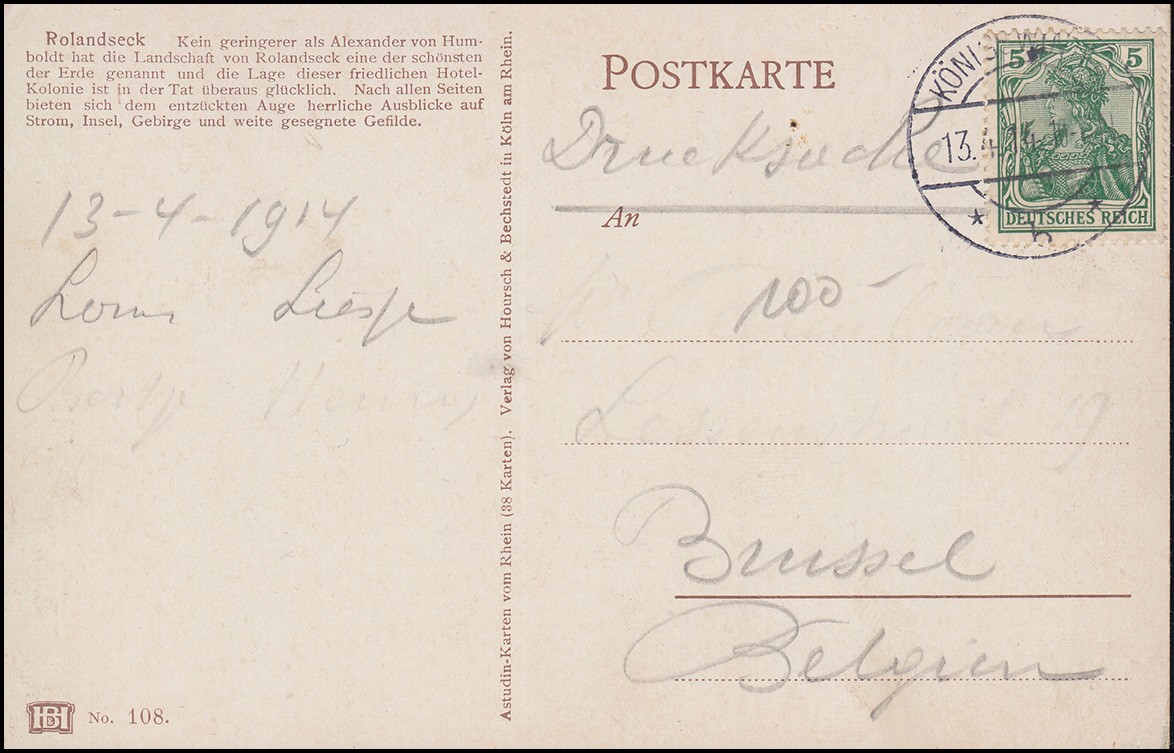 Rolandseck Kein geringerer als Alexander von Hum-
boldt hat die Landschaft von Rolandseck eine der schönsten
der Erde genannt und die Lage dieser friedlichen Hotel-
Kolonie ist in der Tat überaus glücklich. Nach allen Seiten
bieten sich dem entzückten Auge herrliche Ausblicke auf
Strom, Insel, Gebirge und weite gesegnete Gefilde.
13-4-1914
No. 108.
Astudin-Karten vom Rhein (38 Karten). Verlag von Hoursch & Bechstedt in Köln am Rhein.
POSTKARTE
5 5
13.4.14
DEUTSCHES REICH
b
Drucksache
An
100-
19
Brussel
Belgien